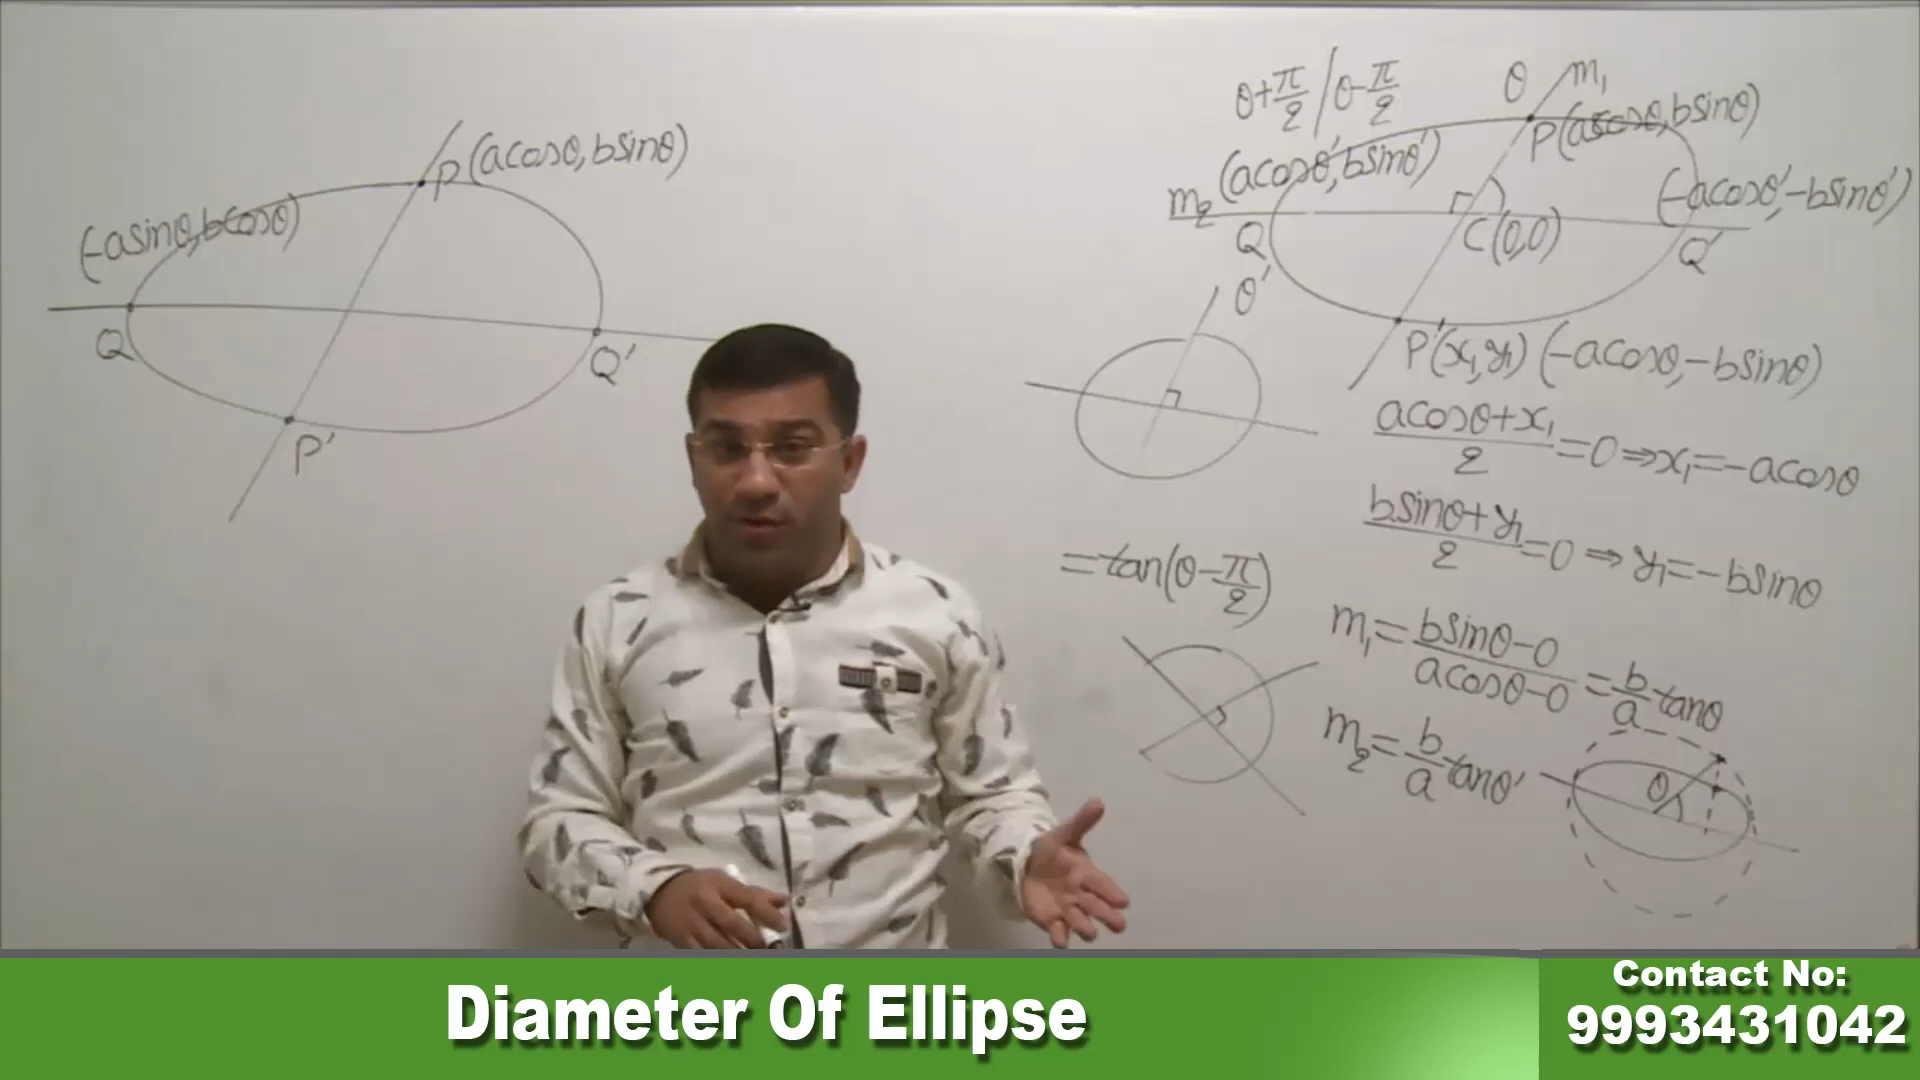 P(acosθ, bsinθ)
(-asinθ, bcosθ)
Q
Q'
P'
θ+π/2 / θ-π/2
θ
m₁
P(acosθ, bsinθ)
(acosθ', bsinθ')
m₂
(-acosθ', -bsinθ')
C(0,0)
Q
Q'
θ'
P'(x₁, y₁) (-acosθ, -bsinθ)
acosθ+x₁/2=0⇒x₁=-acosθ
bsinθ+y₁/2=0⇒y₁=-bsinθ
=tan(θ-π/2)
m₁=bsinθ-0/acosθ-0=b/a tanθ
m₂=b/a tanθ'
θ
Diameter Of Ellipse
Contact No:
9993431042